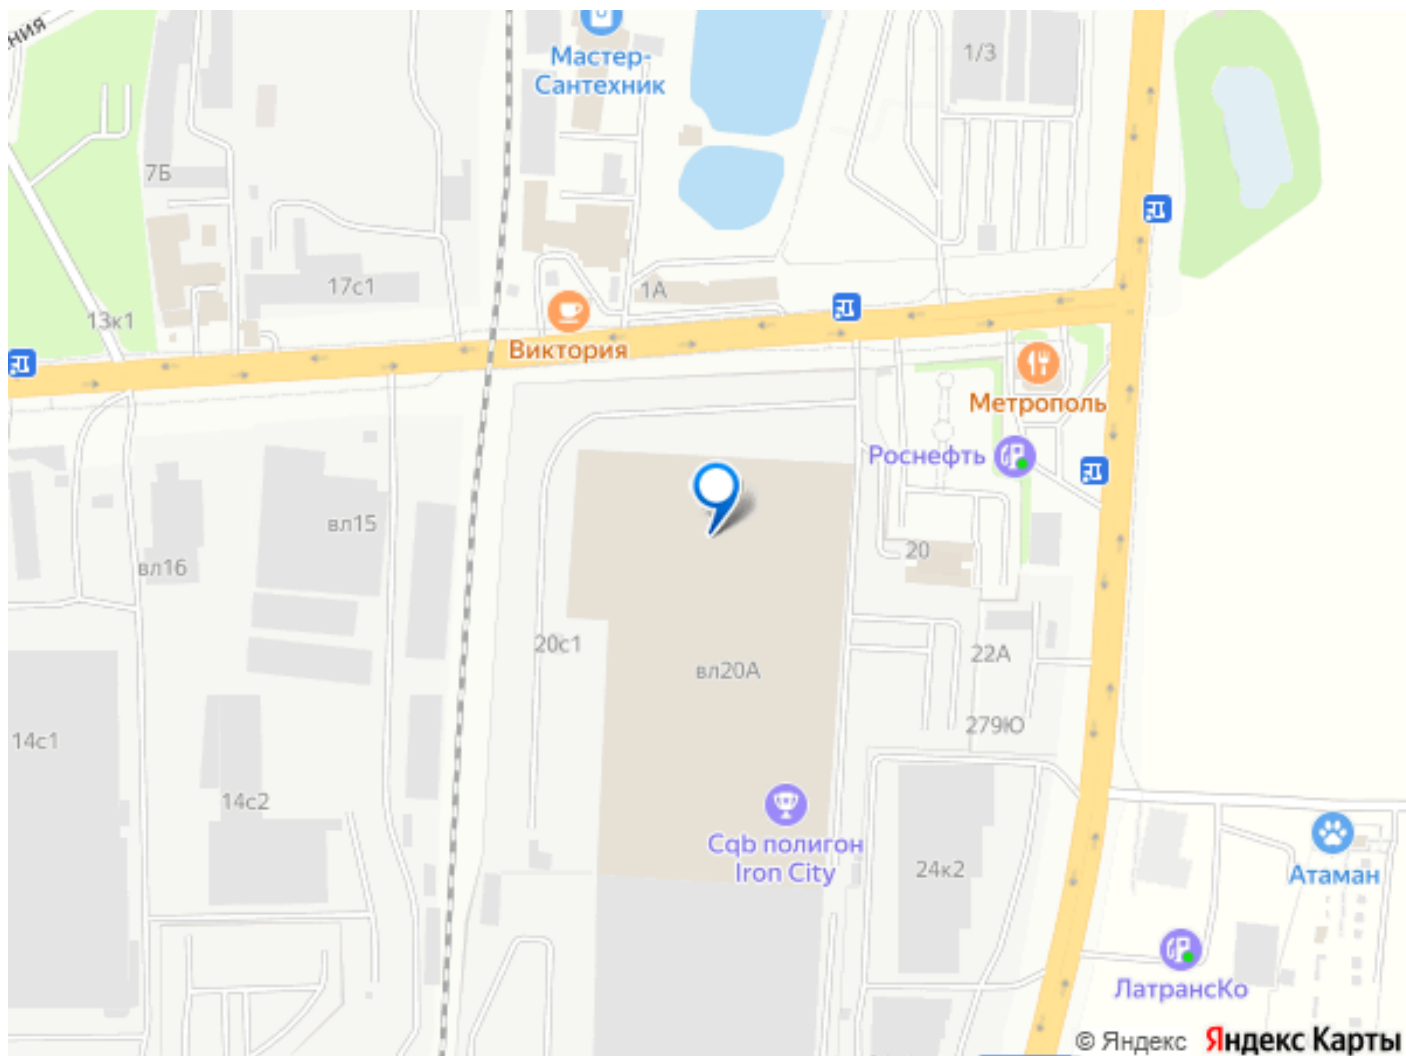 ния
Мастер-
Сантехник
1/3
7Б
17с1
1А
13к1
Виктория
Метрополь
Роснефть
вл15
вл16
20
20с1
22А
вл20А
279Ю
14с1
14с2
Cqb полигон
Iron City
24к2
Атаман
ЛатрансКо
© Яндекс Яндекс Карты